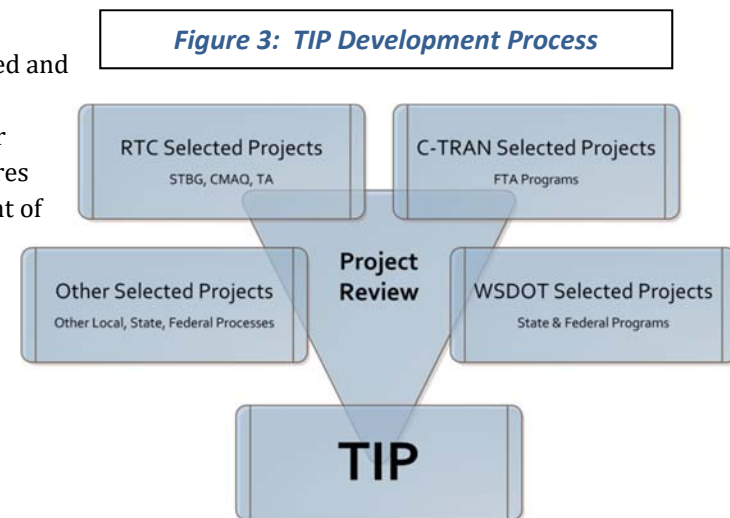 Figure 3: TIP Development Process
ed and
r
res
nt of
RTC Selected Projects
STBG, CMAQ, TA
C-TRAN Selected Projects
FTA Programs
Project
Review
Other Selected Projects
Other Local, State, Federal Processes
WSDOT Selected Projects
State & Federal Programs
TIP